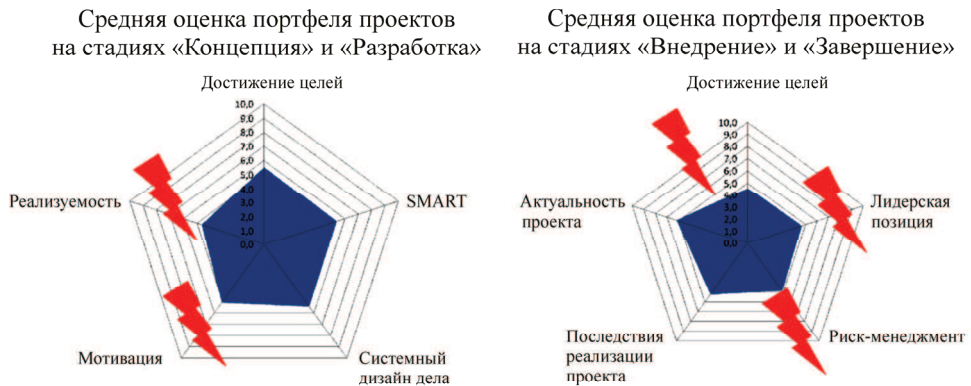 Средняя оценка портфеля проектов
на стадиях «Концепция» и «Разработка»
Достижение целей
10,0
9,0
8,0
7,0
6,0
5,0
4,0
3,0
2,0
1,0
0,0
Реализуемость
SMART
Мотивация
Системный
дизайн дела
Средняя оценка портфеля проектов
на стадиях «Внедрение» и «Завершение»
Достижение целей
10,0
9,0
8,0
7,0
6,0
5,0
4,0
3,0
2,0
1,0
0,0
Актуальность
проекта
Лидерская
позиция
Последствия
реализации
проекта
Риск-менеджмент